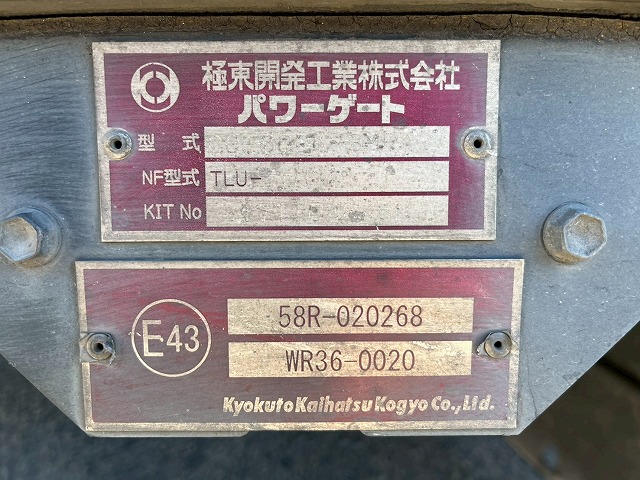 極東開発工業株式会社
パワーゲート
型式
NF型式 TLU-
KIT No
E43
58R-020268
WR36-0020
Kyokuto Kaihatsu Kogyo Co., Ltd.